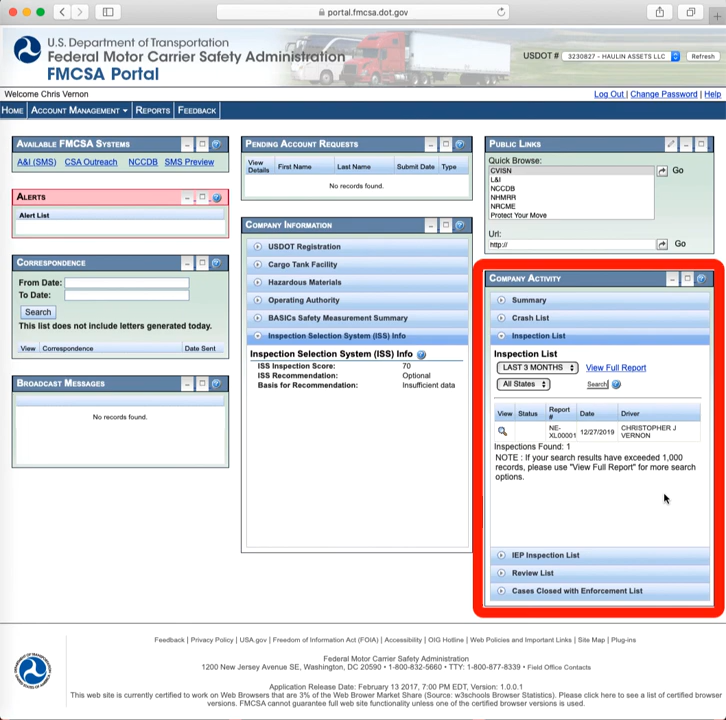 portal.fmcsa.dot.gov
U.S. Department of Transportation
Federal Motor Carrier Safety Administration
FMCSA Portal
USDOT # 3230827 - HAULIN ASSETS LLC Refresh
Welcome Chris Vernon
Log Out | Change Password | Help
HOME ACCOUNT MANAGEMENT REPORTS FEEDBACK
AVAILABLE FMCSA SYSTEMS
A&I (SMS) CSA Outreach NCCDB SMS Preview
ALERTS
Alert List
CORRESPONDENCE
From Date:
To Date:
Search
This list does not include letters generated today.
View Correspondence Date Sent
BROADCAST MESSAGES
No records found.
PENDING ACCOUNT REQUESTS
View Details First Name Last Name Submit Date Type
No records found.
COMPANY INFORMATION
USDOT Registration
Cargo Tank Facility
Hazardous Materials
Operating Authority
BASICs Safety Measurement Summary
Inspection Selection System (ISS) Info
Inspection Selection System (ISS) Info
ISS Inspection Score: 70
ISS Recommendation: Optional
Basis for Recommendation: Insufficient data
PUBLIC LINKS
Quick Browse:
CVISN Go
L&I
NCCDB
NHMRR
NRCME
Protect Your Move
Url:
http:// Go
COMPANY ACTIVITY
Summary
Crash List
Inspection List
Inspection List
LAST 3 MONTHS View Full Report
All States Search
View Status Report # Date Driver
NE-XL00001 12/27/2019 CHRISTOPHER J VERNON
Inspections Found: 1
NOTE : If your search results have exceeded 1,000
records, please use "View Full Report" for more search
options.
IEP Inspection List
Review List
Cases Closed with Enforcement List
Feedback | Privacy Policy | USA.gov | Freedom of Information Act (FOIA) | Accessibility | OIG Hotline | Web Policies and Important Links | Site Map | Plug-ins
Federal Motor Carrier Safety Administration
1200 New Jersey Avenue SE, Washington, DC 20590 • 1-800-832-5660 • TTY: 1-800-877-8339 • Field Office Contacts
Application Release Date: February 13 2017, 7:00 PM EDT, Version: 1.0.0.1
This web site is currently certified to work on Web Browsers that are 3% of the Web Brower Market Share (Source: w3schools Browser Statistics). Please click here to see a list of certified browser
versions. FMCSA cannot guarantee full web site functionality unless one of the certified browser versions is used.